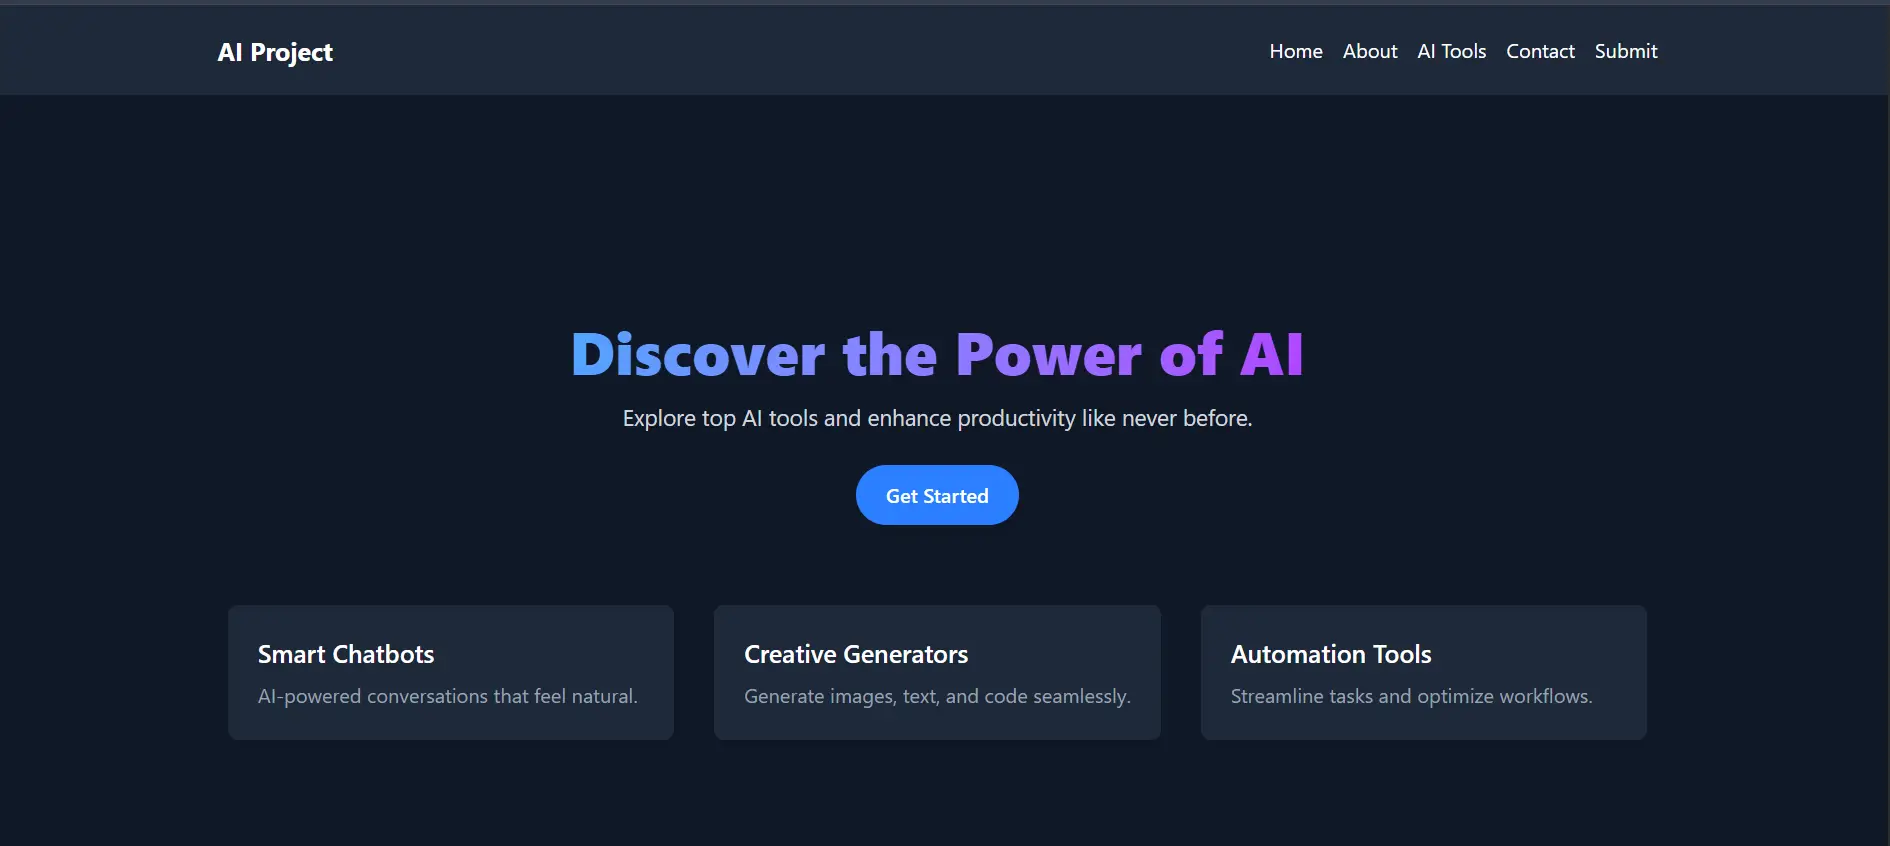 AI Project
Home About AI Tools Contact Submit
Discover the Power of AI
Explore top AI tools and enhance productivity like never before.
Get Started
Smart Chatbots
AI-powered conversations that feel natural.
Creative Generators
Generate images, text, and code seamlessly.
Automation Tools
Streamline tasks and optimize workflows.